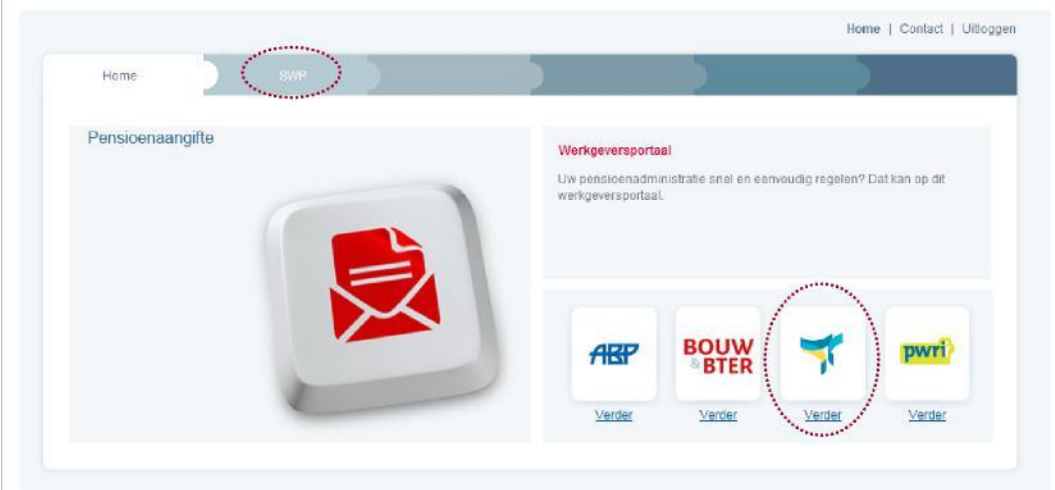 Home | Contact | Uitloggen
Home SWP
Pensioenaangifte
Werkgeversportaal
Uw pensioenadministratie snel en eenvoudig regelen? Dat kan op dit
werkgeversportaal.
ABP BOUW & BTER pwri
Verder Verder Verder Verder